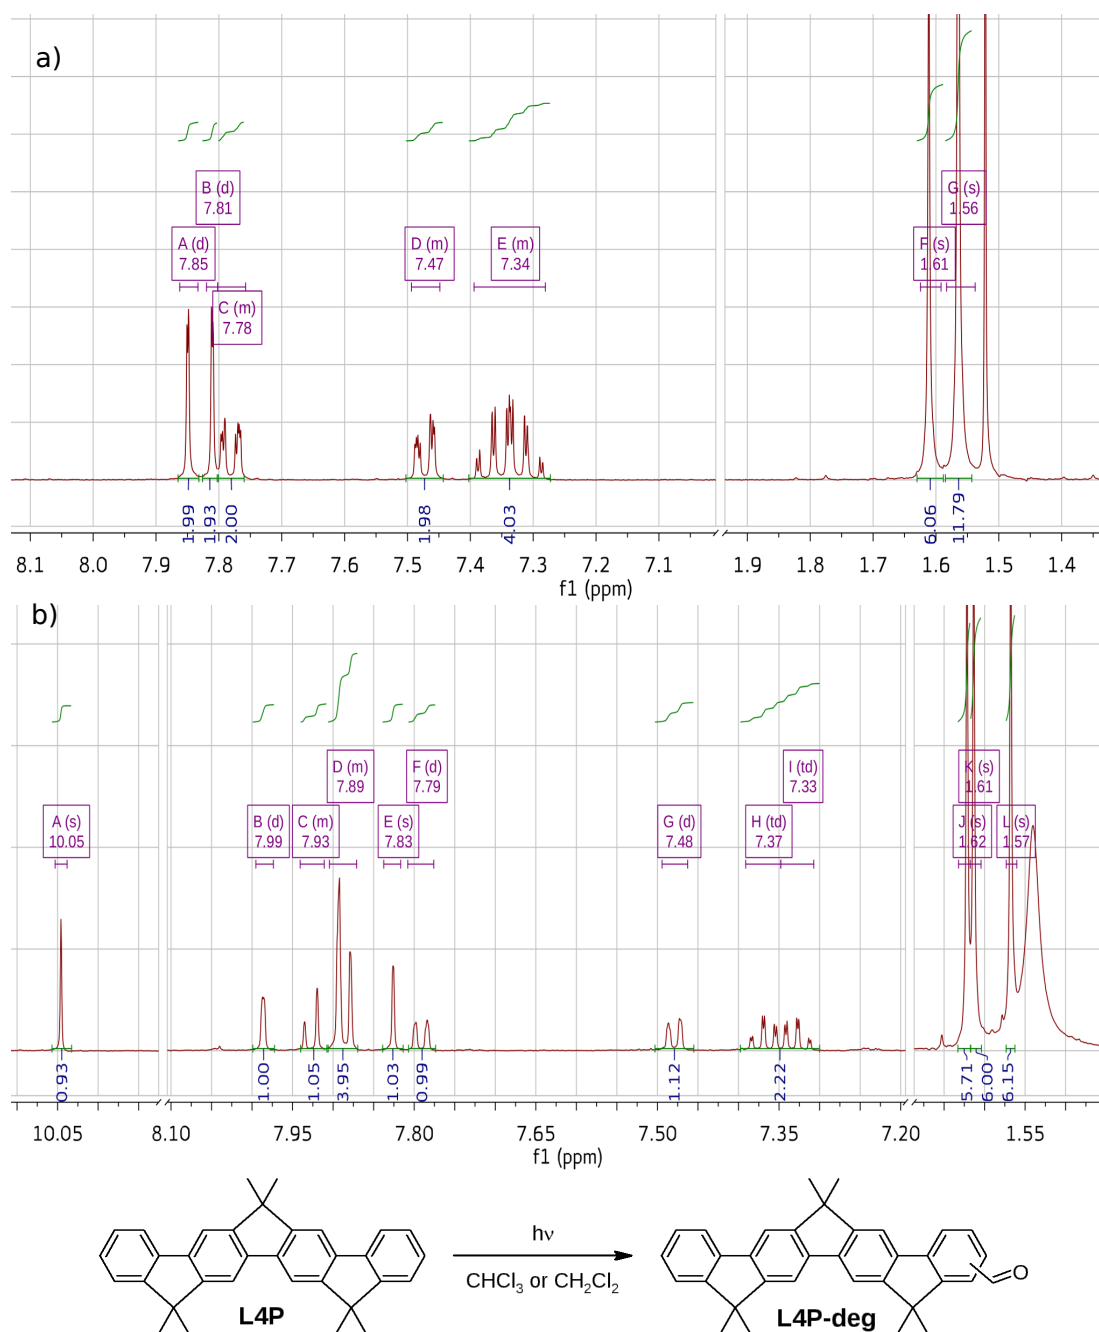 a)
B (d)
7.81
G (s)
1.56
A (d)
7.85
D (m)
7.47
E (m)
7.34
F (s)
1.61
C (m)
7.78
1.99
1.93
2.00
1.98
4.03
6.06
11.79
8.1 8.0 7.9 7.8 7.7 7.6 7.5 7.4 7.3 7.2 7.1 1.9 1.8 1.7 1.6 1.5 1.4
f1 (ppm)
b)
D (m)
7.89
F (d)
7.79
I (td)
7.33
K (s)
1.61
A (s)
10.05
B (d)
7.99
C (m)
7.93
E (s)
7.83
G (d)
7.48
H (td)
7.37
J (s)
1.62
L (s)
1.57
0.93
1.00
1.05
3.95
1.03
0.99
1.12
2.22
5.71
6.00
6.15
10.05 8.10 7.95 7.80 7.65 7.50 7.35 7.20 1.55
f1 (ppm)
hν
CHCl3 or CH2Cl2
O
L4P
L4P-deg